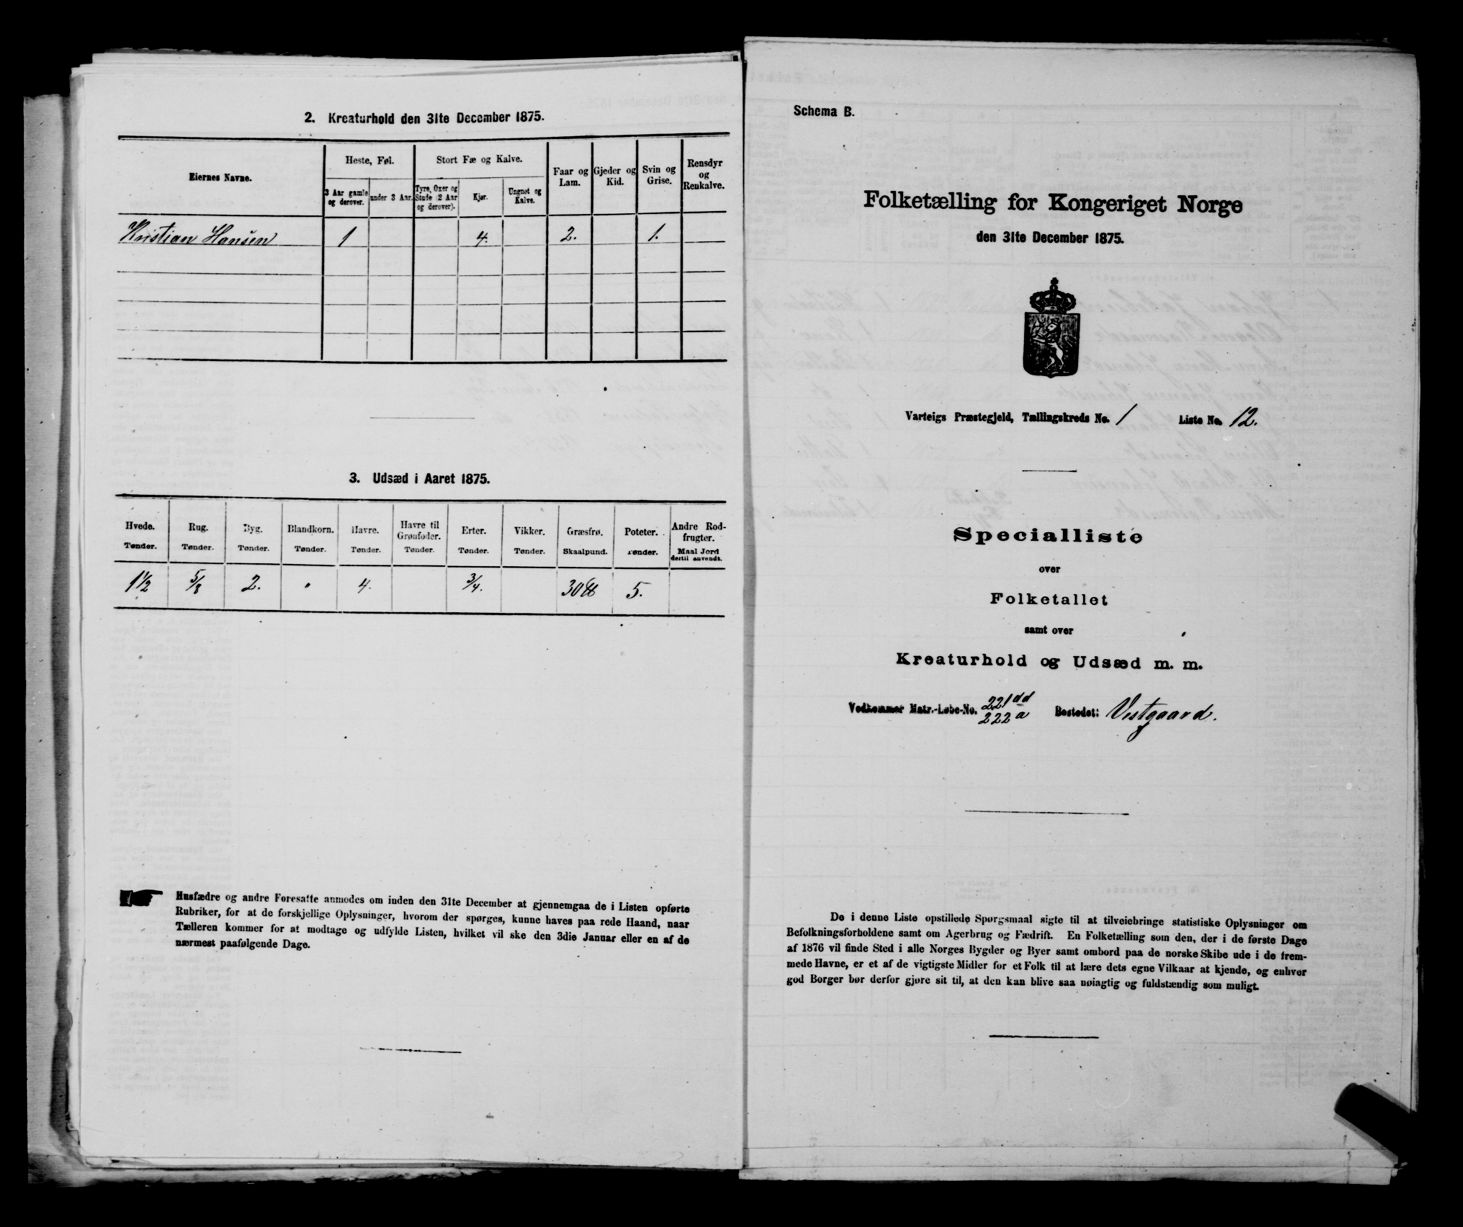 2. Kreaturhold den 31te December 1875.
Eiernes Navne.
Heste, Føl.
Stort Fæ og Kalve.
Faar og Lam.
Gjeder og Kid.
Svin og Grise.
Rensdyr og Renkalve.
3 Aar gamle og derover.
under 3 Aar.
Tyre, Oxer og Stude (2 Aar og derover).
Kjør.
Ungnøt og Kalve.
Kristian Hansen 1 4. 2. 1.
3. Udsæd i Aaret 1875.
Hvede. Rug. Byg. Blandkorn. Havre. Havre til Grønfoder. Erter. Vikker. Græsfrø. Poteter. Andre Rodfrugter.
Tønder. Tønder. Tønder. Tønder. Tønder. Tønder. Tønder. Tønder. Skaalpund. Tønder. Maal Jord dertil anvendt.
1 1/2 5/8 2. " 4. 3/4. 30 ℔ 5.
Husfædre og andre Foresatte anmodes om inden den 31te December at gjennemgaa de i Listen opførte
Rubriker, for at de forskjellige Oplysninger, hvorom der spørges, kunne haves paa rede Haand, naar
Tælleren kommer for at modtage og udfylde Listen, hvilket vil ske den 3die Januar eller en af de
nærmest paafølgende Dage.
Schema B.
Folketælling for Kongeriget Norge
den 31te December 1875.
Varteigs Præstegjeld, Tællingskreds No. 1 Liste No. 12.
Specialliste
over
Folketallet
samt over
Kreaturhold og Udsæd m. m.
Vedkommer Matr.-Løbe-No. 221dd 222a Bostedet: Vestgaard.
De i denne Liste opstillede Spørgsmaal sigte til at tilveiebringe statistiske Oplysninger om
Befolkningsforholdene samt om Agerbrug og Fædrift. En Folketælling som den, der i de første Dage
af 1876 vil finde Sted i alle Norges Bygder og Byer samt ombord paa de norske Skibe ude i de frem-
mede Havne, er et af de vigtigste Midler for et Folk til at lære dets egne Vilkaar at kjende, og enhver
god Borger bør derfor gjøre sit til, at den kan blive saa nøiagtig og fuldstændig som muligt.